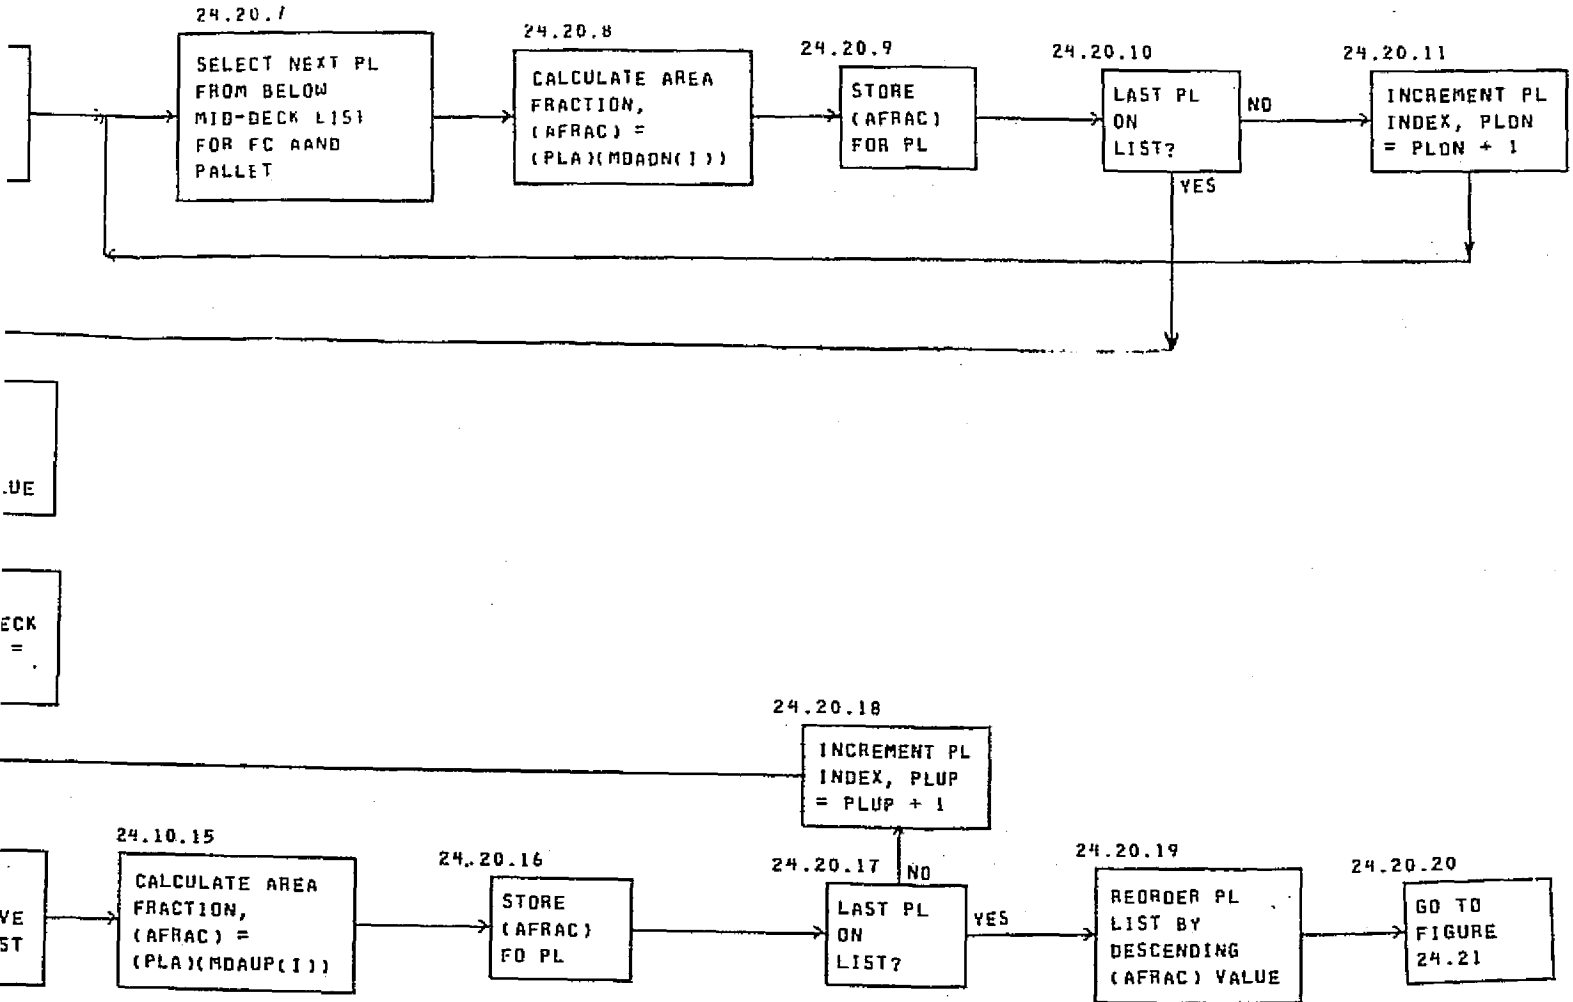 24.20.7
SELECT NEXT PL
FROM BELOW
MID-DECK LIST
FOR FC AAND
PALLET
24.20.8
CALCULATE AREA
FRACTION,
(AFRAC) =
(PLA)(MDADN(I))
24.20.9
STORE
(AFRAC)
FOR PL
24.20.10
LAST PL
ON
LIST?
NO
YES
24.20.11
INCREMENT PL
INDEX, PLDN
= PLDN + 1
.UE
ECK
=
24.20.18
INCREMENT PL
INDEX, PLUP
= PLUP + 1
VE
ST
24.10.15
CALCULATE AREA
FRACTION,
(AFRAC) =
(PLA)(MDAUP(I))
24.20.16
STORE
(AFRAC)
FO PL
24.20.17
NO
LAST PL
ON
LIST?
YES
24.20.19
REORDER PL
LIST BY
DESCENDING
(AFRAC) VALUE
24.20.20
GO TO
FIGURE
24.21